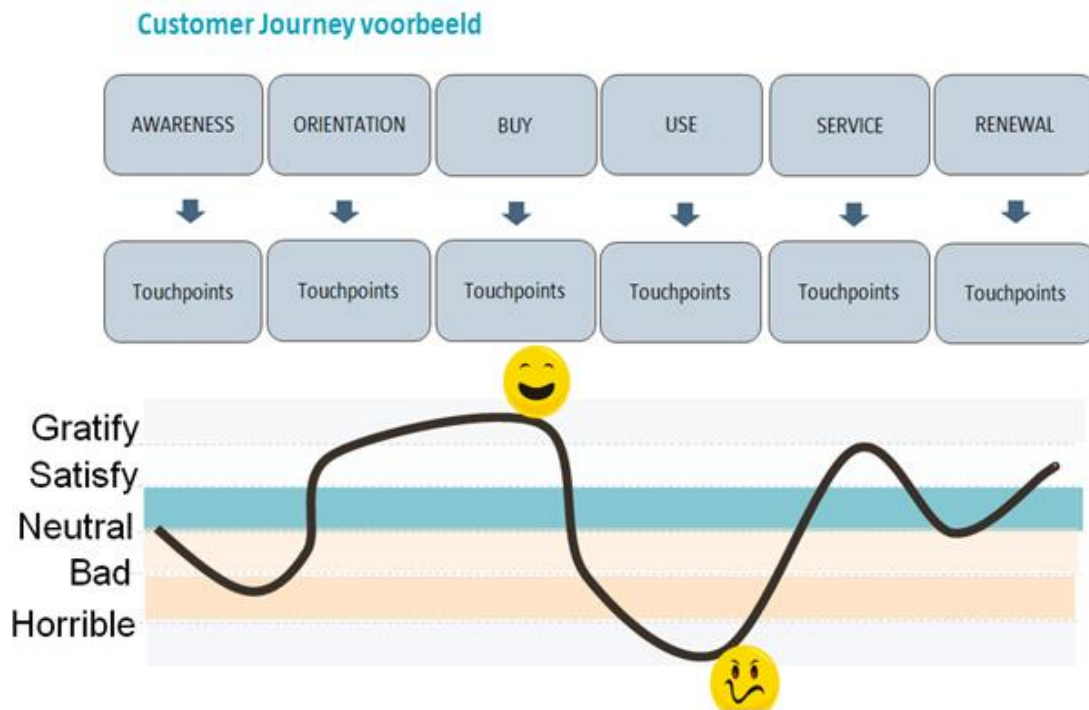 Customer Journey voorbeeld
AWARENESS
ORIENTATION
BUY
USE
SERVICE
RENEWAL
Touchpoints
Touchpoints
Touchpoints
Touchpoints
Touchpoints
Touchpoints
Gratify
Satisfy
Neutral
Bad
Horrible